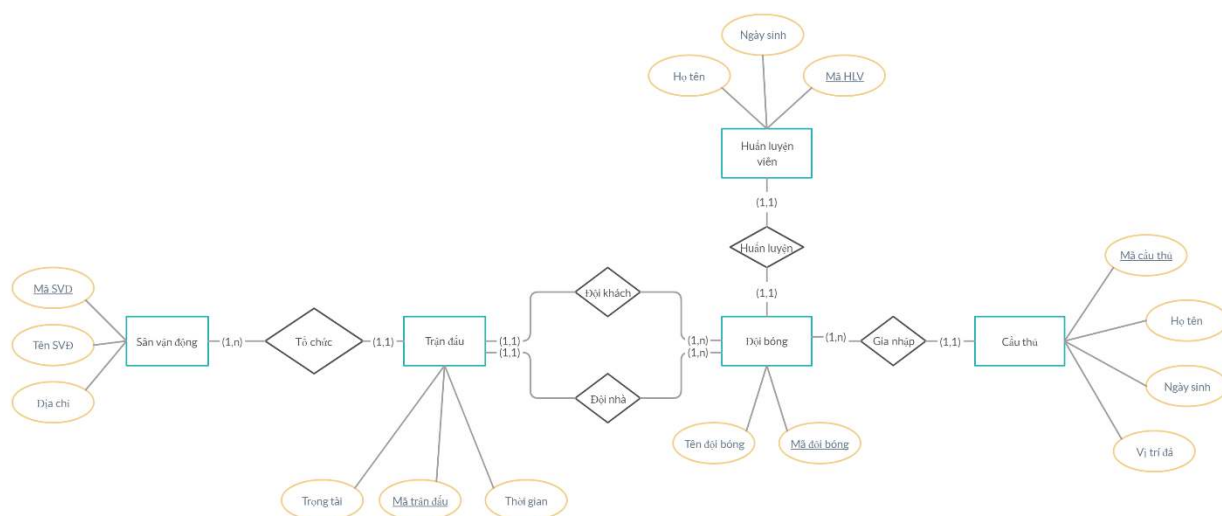 Ngày sinh
Họ tên
Mã HLV
Huấn luyện
viên
(1,1)
Huấn luyện
(1,1)
Mã SVD
Tên SVĐ
Địa chỉ
Sân vận động
(1,n)
Tổ chức
(1,1)
Trận đấu
(1,1)
(1,1)
Đội khách
Đội nhà
(1,n)
(1,n)
Đội bóng
(1,n)
Gia nhập
(1,1)
Cầu thủ
Mã cầu thủ
Họ tên
Ngày sinh
Vị trí đá
Tên đội bóng
Mã đội bóng
Trọng tài
Mã trận đấu
Thời gian